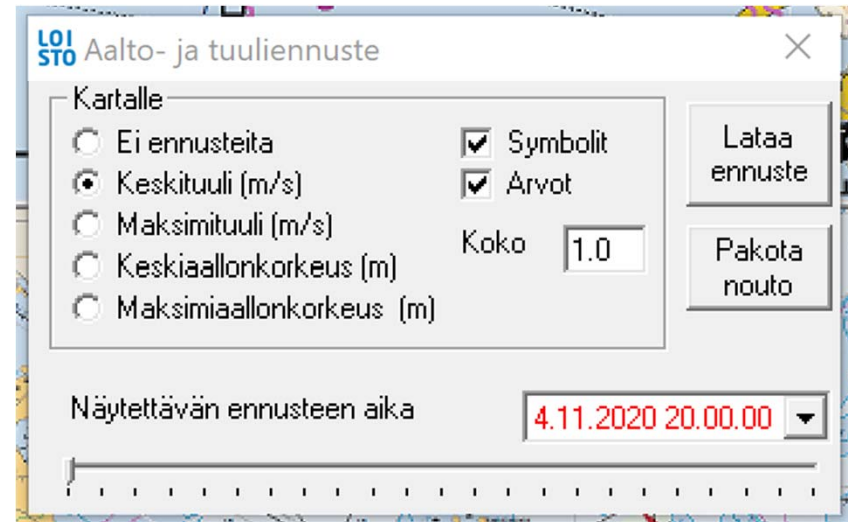 LOI
STO Aalto- ja tuuliennuste
Kartalle
Ei ennusteita
Keskituuli (m/s)
Maksimituuli (m/s)
Keskiaallonkorkeus (m)
Maksimiaallonkorkeus (m)
Symbolit
Arvot
Koko 1.0
Lataa
ennuste
Pakota
nouto
Näytettävän ennusteen aika 4.11.2020 20.00.00